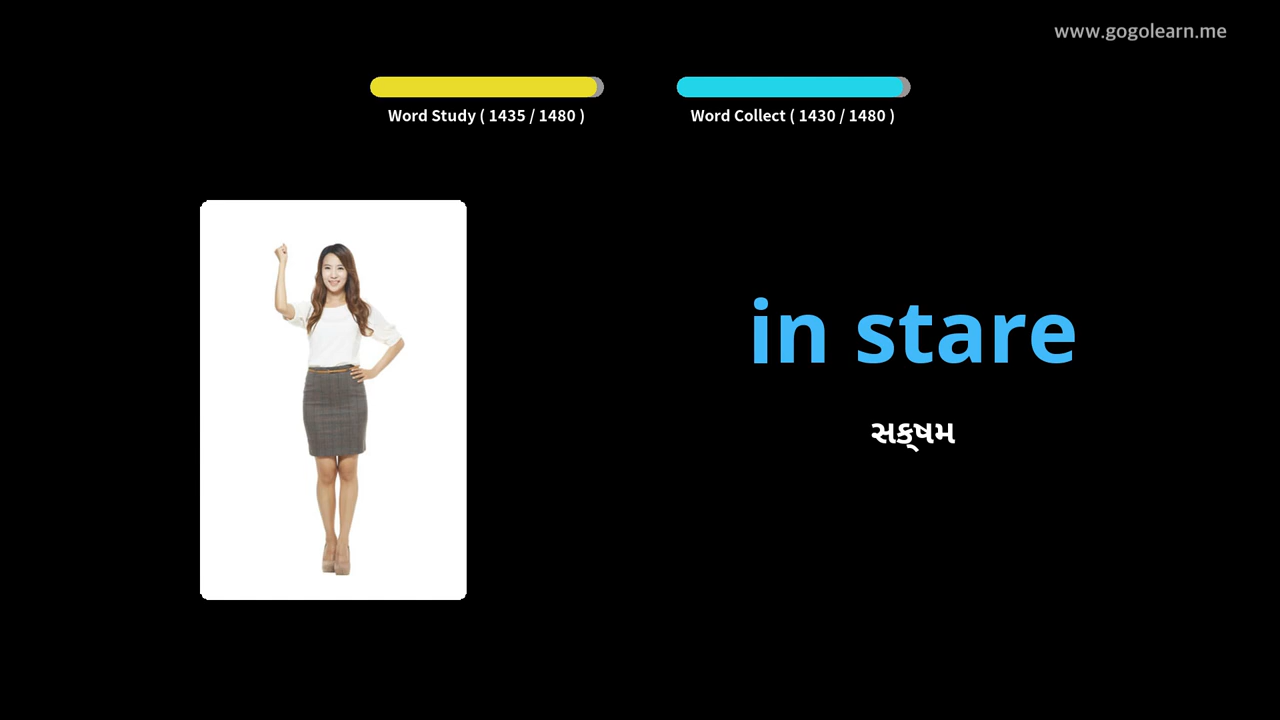 www.gogolearn.me
Word Study ( 1435 / 1480 )
Word Collect ( 1430 / 1480 )
in stare
સક્ષમ